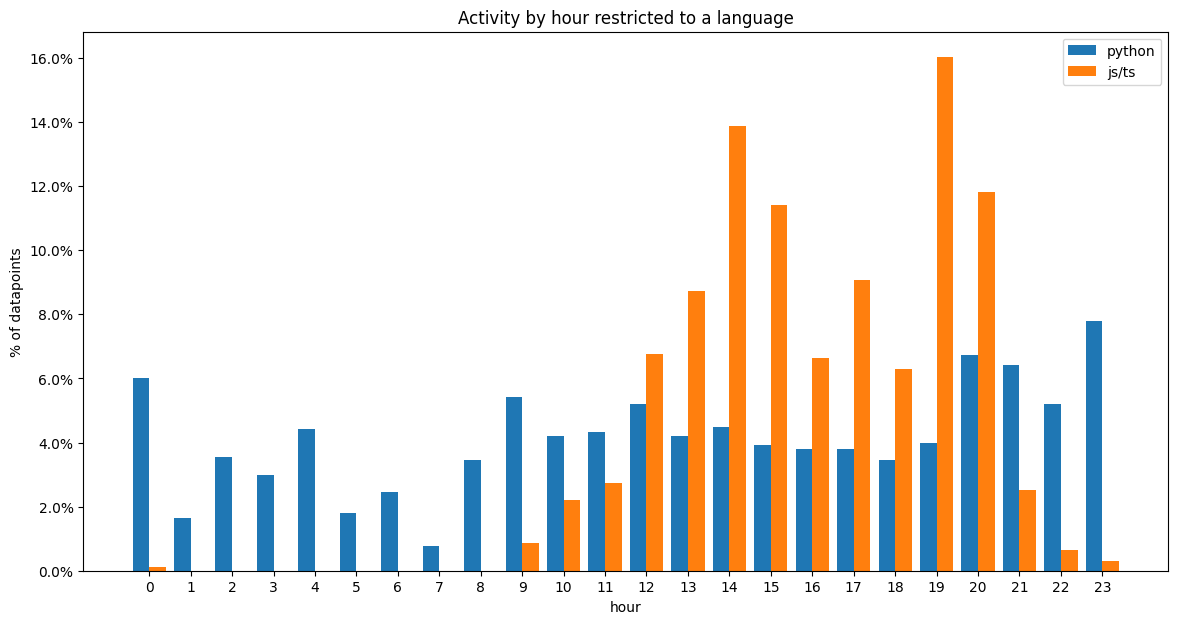 Activity by hour restricted to a language
python
js/ts
16.0%
14.0%
12.0%
10.0%
8.0%
6.0%
4.0%
2.0%
0.0%
% of datapoints
0 1 2 3 4 5 6 7 8 9 10 11 12 13 14 15 16 17 18 19 20 21 22 23
hour